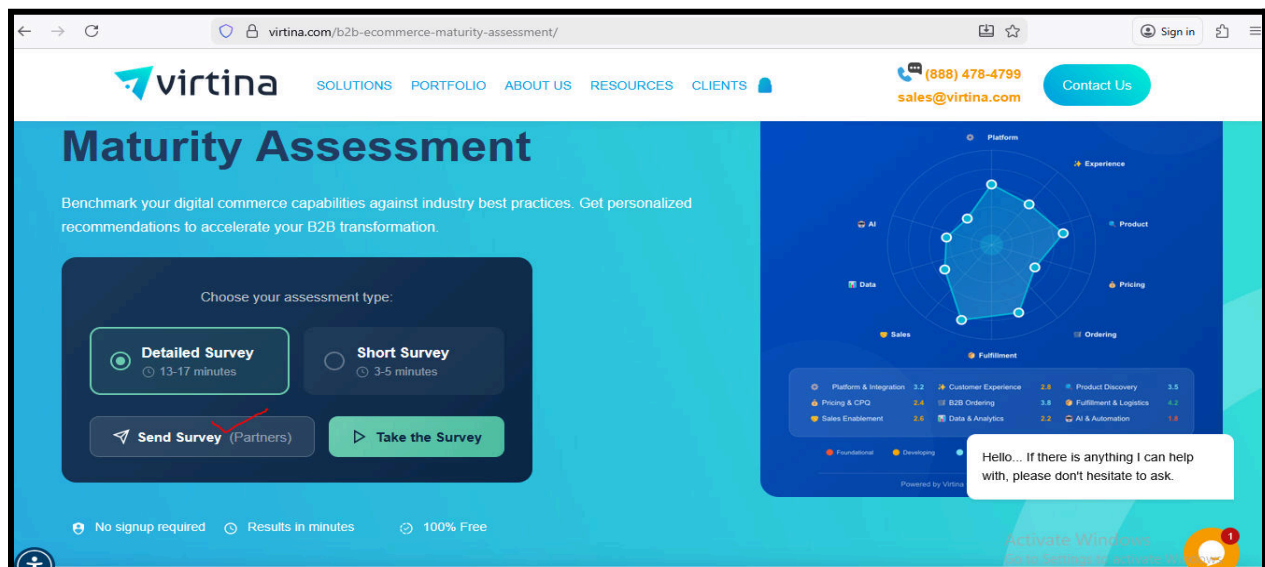 virtina.com/b2b-ecommerce-maturity-assessment/
Sign in
virtina
SOLUTIONS PORTFOLIO ABOUT US RESOURCES CLIENTS
(888) 478-4799
sales@virtina.com
Contact Us
Maturity Assessment
Benchmark your digital commerce capabilities against industry best practices. Get personalized
recommendations to accelerate your B2B transformation.
Choose your assessment type:
Detailed Survey
13-17 minutes
Short Survey
3-5 minutes
Send Survey (Partners)
Take the Survey
No signup required Results in minutes 100% Free
Platform
Experience
AI
Product
Data
Pricing
Sales
Ordering
Fulfillment
Platform & Integration 3.2 Customer Experience 2.8 Product Discovery 3.5
Pricing & CPQ 2.4 B2B Ordering 3.8 Fulfillment & Logistics 4.2
Sales Enablement 2.6 Data & Analytics 2.2 AI & Automation 1.8
Foundational Developing
Powered by Virtina
Hello... If there is anything I can help
with, please don't hesitate to ask.
Activate Windows
1